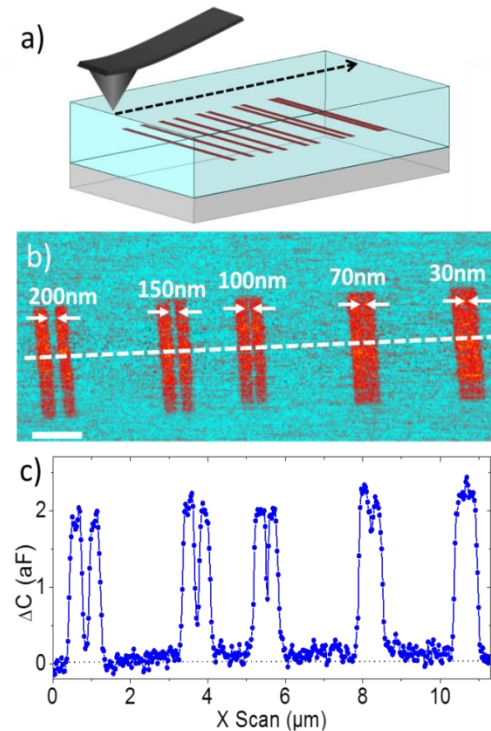 a)
b)
200nm
150nm
100nm
70nm
30nm
c)
2
1
0
ΔC (aF)
0 2 4 6 8 10
X Scan (µm)